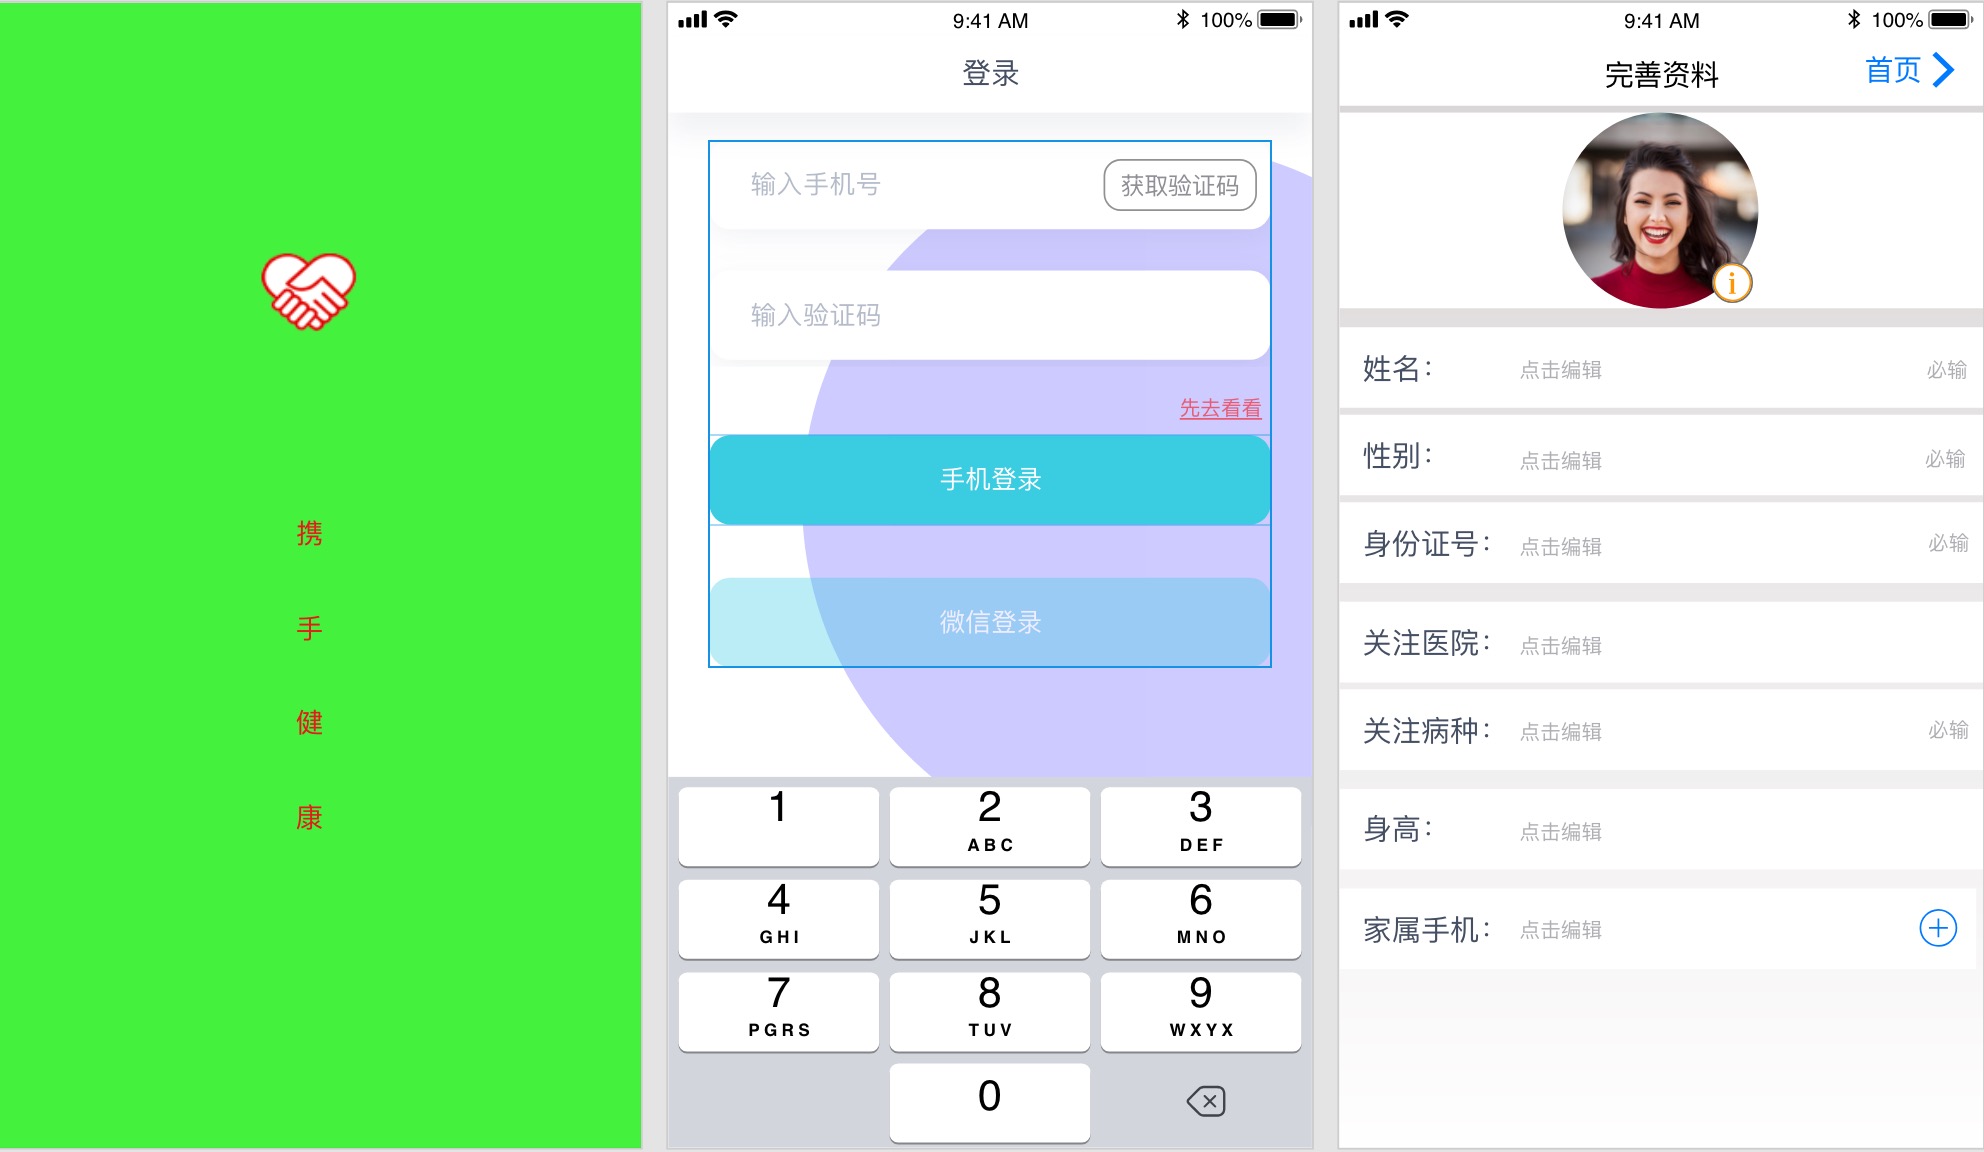 携
手
健
康
9:41 AM
100%
登录
输入手机号
获取验证码
输入验证码
先去看看
手机登录
微信登录
1
2
ABC
3
DEF
4
GHI
5
JKL
6
MNO
7
PGRS
8
TUV
9
WXYX
0
9:41 AM
100%
完善资料
首页
i
姓名： 点击编辑 必输
性别： 点击编辑 必输
身份证号： 点击编辑 必输
关注医院： 点击编辑
关注病种： 点击编辑 必输
身高： 点击编辑
家属手机： 点击编辑